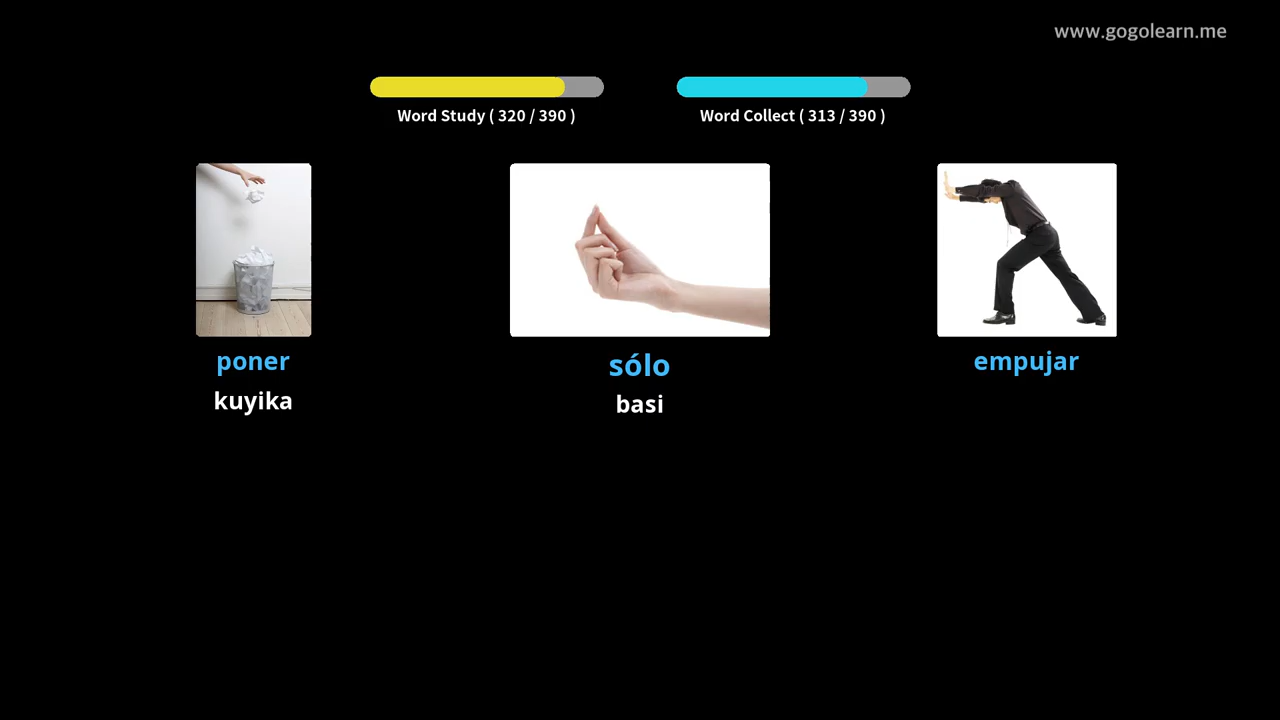 www.gogolearn.me
Word Study ( 320 / 390 )
Word Collect ( 313 / 390 )
poner
kuyika
sólo
basi
empujar